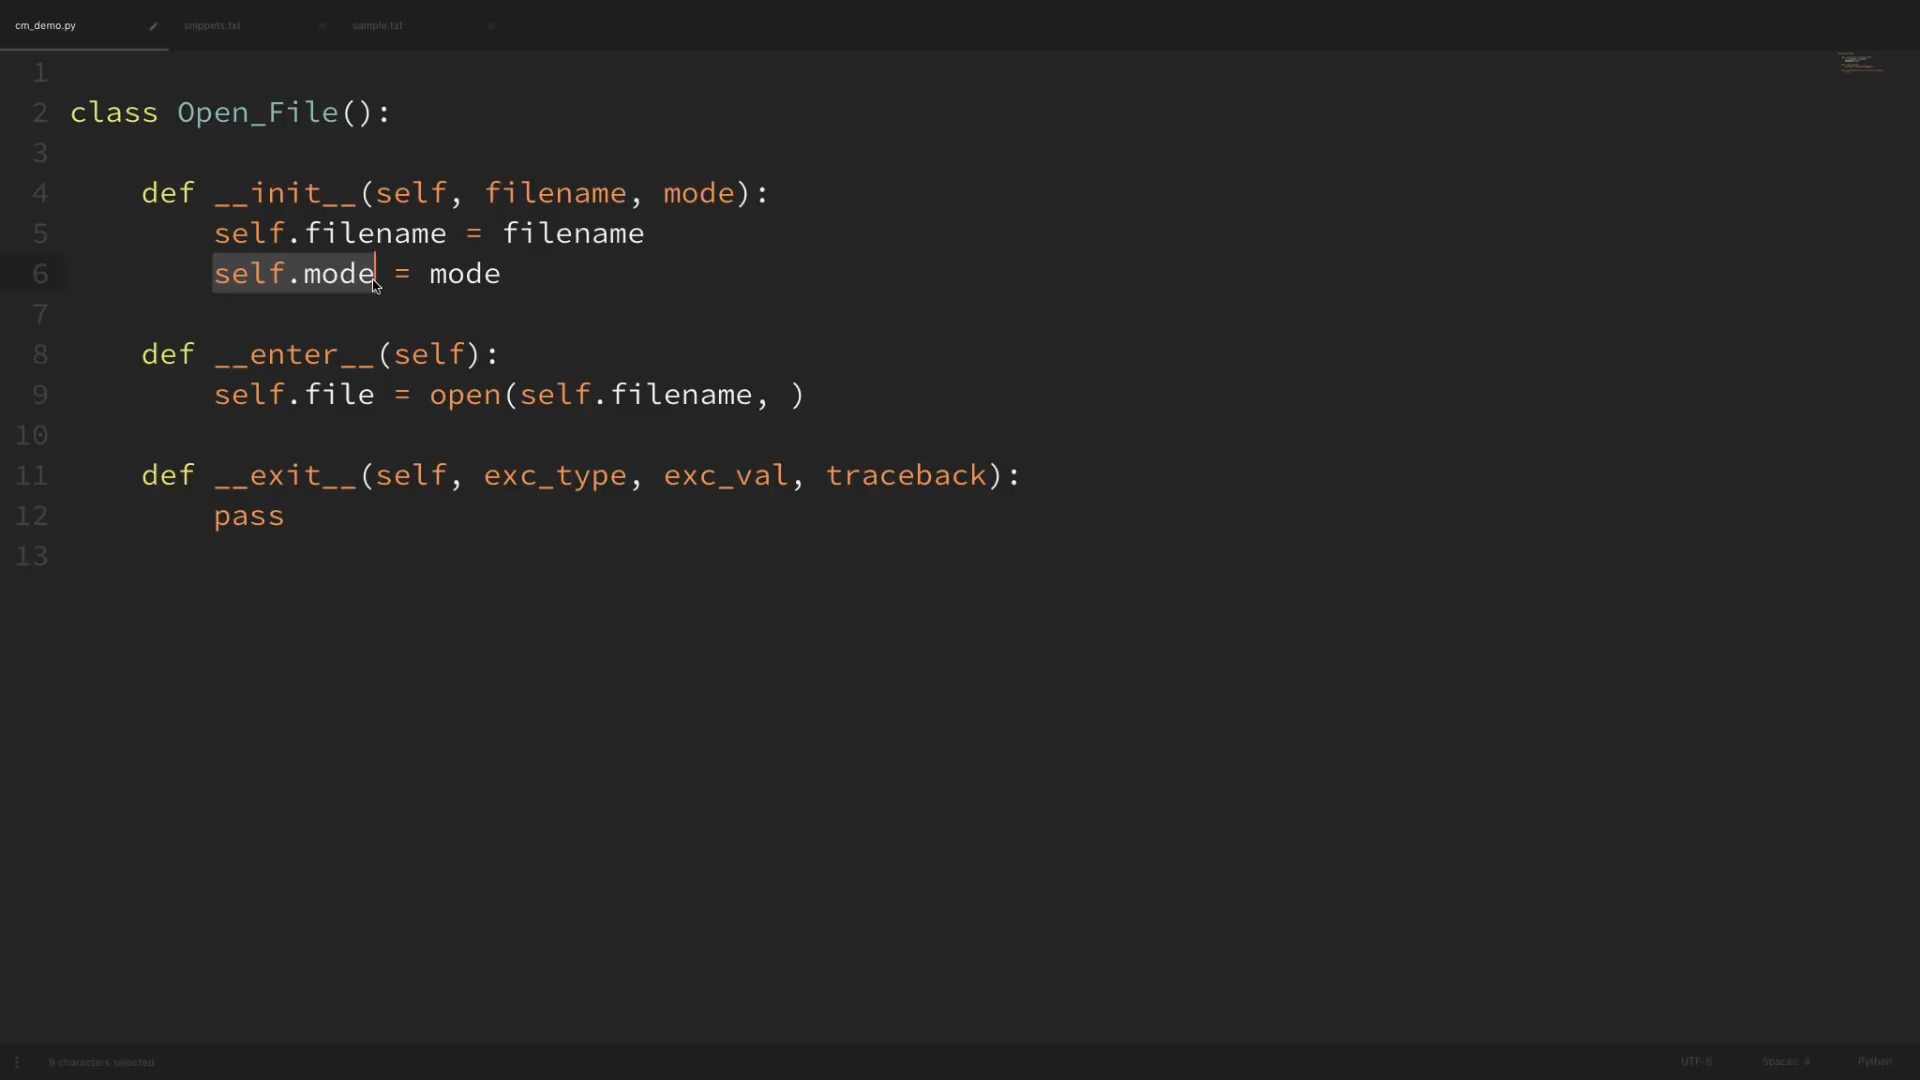 cm_demo.py snippets.txt sample.txt
1
2 class Open_File():
3
4 def __init__(self, filename, mode):
5 self.filename = filename
6 self.mode = mode
7
8 def __enter__(self):
9 self.file = open(self.filename, )
10
11 def __exit__(self, exc_type, exc_val, traceback):
12 pass
13
9 characters selected UTF-8 Spaces: 4 Python